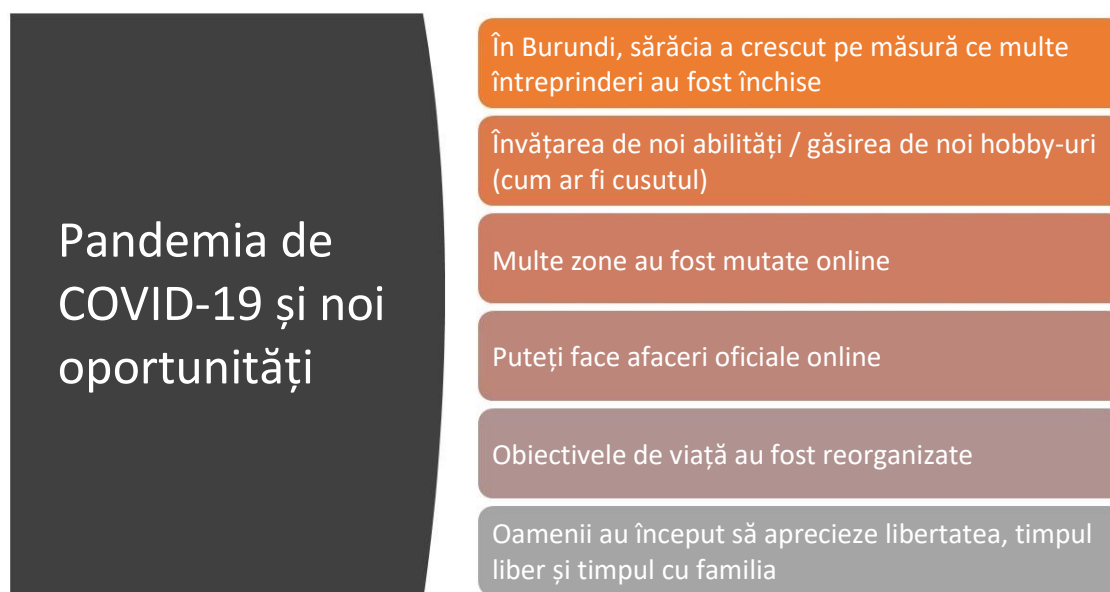 Pandemia de
COVID-19 și noi
oportunități
În Burundi, sărăcia a crescut pe măsură ce multe
întreprinderi au fost închise
Învățarea de noi abilități / găsirea de noi hobby-uri
(cum ar fi cusutul)
Multe zone au fost mutate online
Puteți face afaceri oficiale online
Obiectivele de viață au fost reorganizate
Oamenii au început să aprecieze libertatea, timpul
liber și timpul cu familia